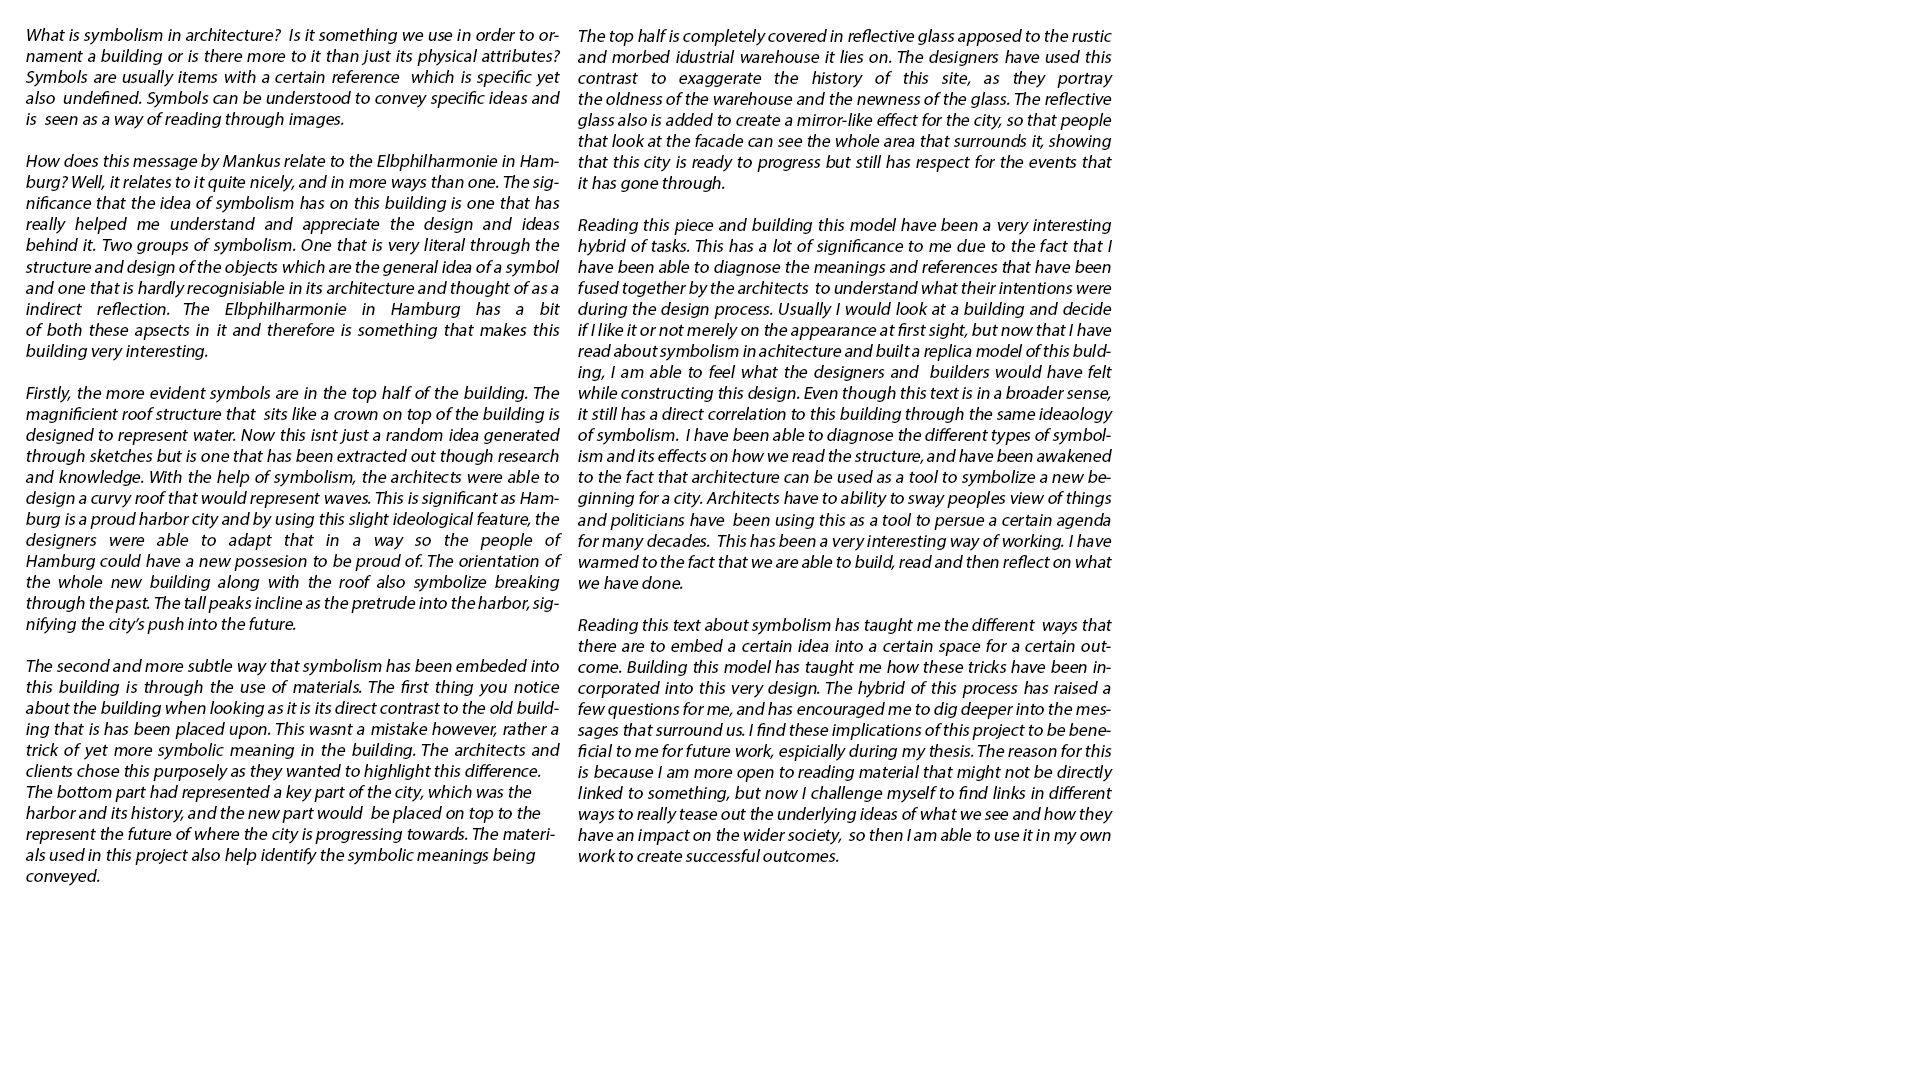 What is symbolism in architecture?  Is it something we use in order to or-
nament a building or is there more to it than just its physical attributes?
Symbols are usually items with a certain reference  which is specific yet
also  undefined. Symbols can be understood to convey specific ideas and
is  seen as a way of reading through images.

How does this message by Mankus relate to the Elbphilharmonie in Ham-
burg? Well, it relates to it quite nicely, and in more ways than one. The sig-
nificance that the idea of symbolism has on this building is one that has
really helped me understand and appreciate the design and ideas
behind it. Two groups of symbolism. One that is very literal through the
structure and design of the objects which are the general idea of a symbol
and one that is hardly recognisiable in its architecture and thought of as a
indirect reflection. The Elbphilharmonie in Hamburg has a bit
of both these apsects in it and therefore is something that makes this
building very interesting.

Firstly, the more evident symbols are in the top half of the building. The
magnificient roof structure that  sits like a crown on top of the building is
designed to represent water. Now this isnt just a random idea generated
through sketches but is one that has been extracted out though research
and knowledge. With the help of symbolism, the architects were able to
design a curvy roof that would represent waves. This is significant as Ham-
burg is a proud harbor city and by using this slight ideological feature, the
designers were able to adapt that in a way so the people of
Hamburg could have a new possesion to be proud of. The orientation of
the whole new building along with the roof also symbolize breaking
through the past. The tall peaks incline as the pretrude into the harbor, sig-
nifying the city's push into the future.

The second and more subtle way that symbolism has been embeded into
this building is through the use of materials. The first thing you notice
about the building when looking as it is its direct contrast to the old build-
ing that is has been placed upon. This wasnt a mistake however, rather a
trick of yet more symbolic meaning in the building. The architects and
clients chose this purposely as they wanted to highlight this difference.
The bottom part had represented a key part of the city, which was the
harbor and its history, and the new part would  be placed on top to the
represent the future of where the city is progressing towards. The materi-
als used in this project also help identify the symbolic meanings being
conveyed.

The top half is completely covered in reflective glass apposed to the rustic
and morbed idustrial warehouse it lies on. The designers have used this
contrast to exaggerate the history of this site, as they portray
the oldness of the warehouse and the newness of the glass. The reflective
glass also is added to create a mirror-like effect for the city, so that people
that look at the facade can see the whole area that surrounds it, showing
that this city is ready to progress but still has respect for the events that
it has gone through.

Reading this piece and building this model have been a very interesting
hybrid of tasks. This has a lot of significance to me due to the fact that I
have been able to diagnose the meanings and references that have been
fused together by the architects  to understand what their intentions were
during the design process. Usually I would look at a building and decide
if I like it or not merely on the appearance at first sight, but now that I have
read about symbolism in achitecture and built a replica model of this buld-
ing, I am able to feel what the designers and  builders would have felt
while constructing this design. Even though this text is in a broader sense,
it still has a direct correlation to this building through the same ideaology
of symbolism.  I have been able to diagnose the different types of symbol-
ism and its effects on how we read the structure, and have been awakened
to the fact that architecture can be used as a tool to symbolize a new be-
ginning for a city. Architects have to ability to sway peoples view of things
and politicians have  been using this as a tool to persue a certain agenda
for many decades.  This has been a very interesting way of working. I have
warmed to the fact that we are able to build, read and then reflect on what
we have done.

Reading this text about symbolism has taught me the different  ways that
there are to embed a certain idea into a certain space for a certain out-
come. Building this model has taught me how these tricks have been in-
corporated into this very design. The hybrid of this process has raised a
few questions for me, and has encouraged me to dig deeper into the mes-
sages that surround us. I find these implications of this project to be bene-
ficial to me for future work, espicially during my thesis. The reason for this
is because I am more open to reading material that might not be directly
linked to something, but now I challenge myself to find links in different
ways to really tease out the underlying ideas of what we see and how they
have an impact on the wider society,  so then I am able to use it in my own
work to create successful outcomes.